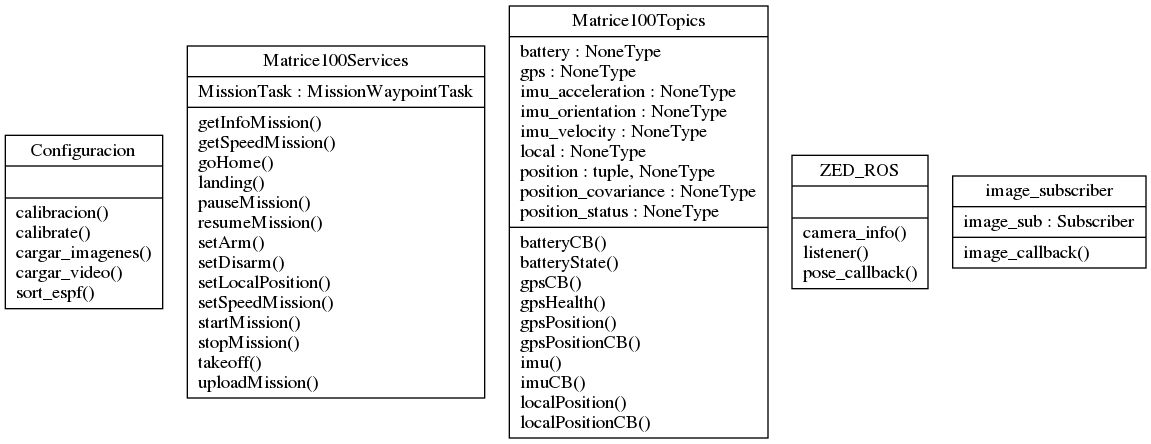 Configuracion
calibracion()
calibrate()
cargar_imagenes()
cargar_video()
sort_espf()
Matrice100Services
MissionTask : MissionWaypointTask
getInfoMission()
getSpeedMission()
goHome()
landing()
pauseMission()
resumeMission()
setArm()
setDisarm()
setLocalPosition()
setSpeedMission()
startMission()
stopMission()
takeoff()
uploadMission()
Matrice100Topics
battery : NoneType
gps : NoneType
imu_acceleration : NoneType
imu_orientation : NoneType
imu_velocity : NoneType
local : NoneType
position : tuple, NoneType
position_covariance : NoneType
position_status : NoneType
batteryCB()
batteryState()
gpsCB()
gpsHealth()
gpsPosition()
gpsPositionCB()
imu()
imuCB()
localPosition()
localPositionCB()
ZED_ROS
camera_info()
listener()
pose_callback()
image_subscriber
image_sub : Subscriber
image_callback()